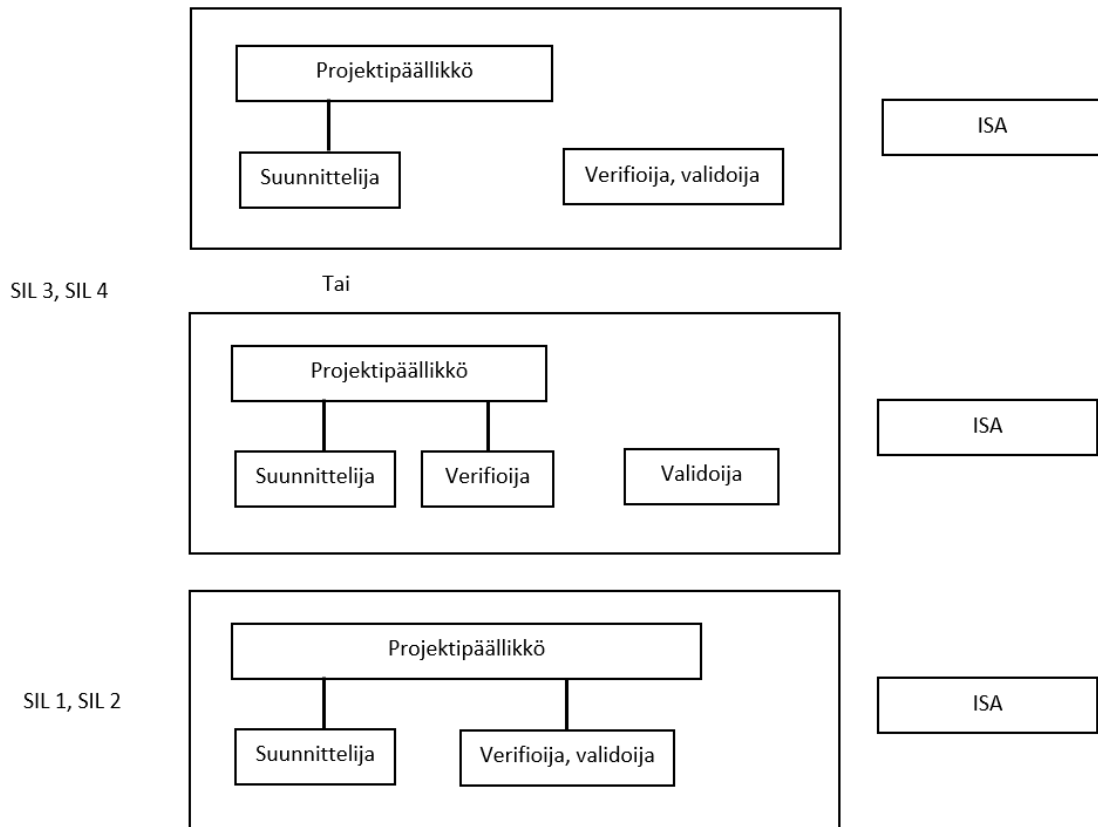 Projektipäällikkö
ISA
Suunnittelija
Verifioija, validoija
SIL 3, SIL 4
Tai
Projektipäällikkö
ISA
Suunnittelija
Verifioija
Validoija
Projektipäällikkö
SIL 1, SIL 2
ISA
Suunnittelija
Verifioija, validoija